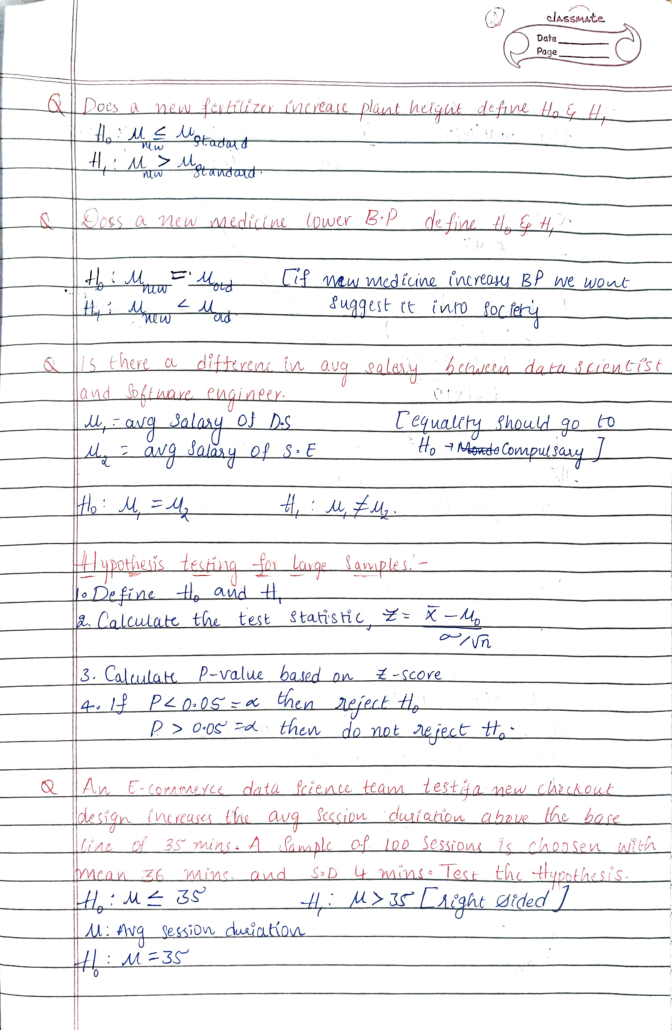 2
classmate
Date
Page
Q Does a new fertilizer increase plant height define H₀ & H₁
H₀ : μ_new ≤ μ_stadard
H₁ : μ_new > μ_standard.
Q Doss a new medicine lower B.P define H₀ & H₁
H₀ : μ_new = μ_old [if new medicine increases BP we wont
H₁ : μ_new < μ_old suggest it into society
Q Is there a differenc in avg salary between data scientist
and software engineer.
μ₁ = avg salary of D.S [equality should go to
μ₂ = avg salary of S.E H₀ → Compulsary]
H₀ : μ₁ = μ₂ H₁ : μ₁ ≠ μ₂.
Hypothesis testing for Large Samples:-
1. Define H₀ and H₁
2. Calculate the test statistic, Z = x̄ - μ₀
σ/√n
3. Calculate P-value based on Z-score
4. If P < 0.05 = α then reject H₀
P > 0.05 = α then do not reject H₀.
Q An E-commerce data science team test if a new checkout
design increases the avg session duriation above the base
line of 35 mins. A Sample of 100 sessions is choosen with
mean 36 mins. and S.D 4 mins. Test the Hypothesis.
H₀ : μ ≤ 35 H₁ : μ > 35 [right sided]
μ : Avg session duriation
H₀ : μ = 35